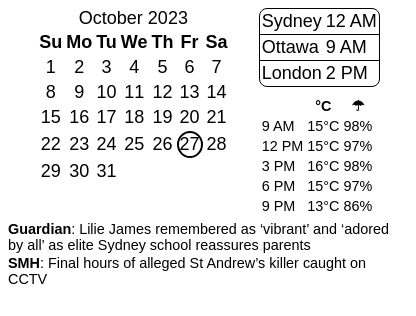 October 2023
Su Mo Tu We Th Fr Sa
1 2 3 4 5 6 7
8 9 10 11 12 13 14
15 16 17 18 19 20 21
22 23 24 25 26 27 28
29 30 31
Sydney 12 AM
Ottawa 9 AM
London 2 PM
°C ☂
9 AM 15°C 98%
12 PM 15°C 97%
3 PM 16°C 98%
6 PM 15°C 97%
9 PM 13°C 86%
Guardian: Lilie James remembered as ‘vibrant’ and ‘adored
by all’ as elite Sydney school reassures parents
SMH: Final hours of alleged St Andrew’s killer caught on
CCTV